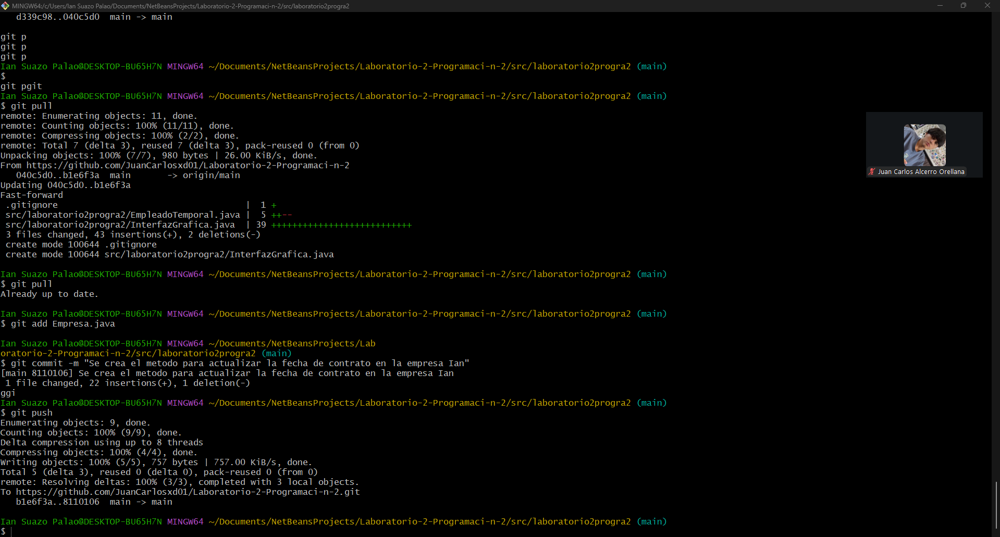 MINGW64:/c/Users/Ian Suazo Palao/Documents/NetBeansProjects/Laboratorio-2-Programaci-n-2/src/laboratorio2progra2
   d339c98..040c5d0  main -> main

git p
git p
git p
Ian Suazo Palao@DESKTOP-BU65H7N MINGW64 ~/Documents/NetBeansProjects/Laboratorio-2-Programaci-n-2/src/laboratorio2progra2 (main)
$
git pgit
Ian Suazo Palao@DESKTOP-BU65H7N MINGW64 ~/Documents/NetBeansProjects/Laboratorio-2-Programaci-n-2/src/laboratorio2progra2 (main)
$ git pull
remote: Enumerating objects: 11, done.
remote: Counting objects: 100% (11/11), done.
remote: Compressing objects: 100% (2/2), done.
remote: Total 7 (delta 3), reused 7 (delta 3), pack-reused 0 (from 0)
Unpacking objects: 100% (7/7), 980 bytes | 26.00 KiB/s, done.
From https://github.com/JuanCarlosxd01/Laboratorio-2-Programaci-n-2
   040c5d0..b1e6f3a  main       -> origin/main
Updating 040c5d0..b1e6f3a
Fast-forward
 .gitignore                                    |  1 +
 src/laboratorio2progra2/EmpleadoTemporal.java |  5 ++--
 src/laboratorio2progra2/InterfazGrafica.java  | 39 +++++++++++++++++++++++++++
 3 files changed, 43 insertions(+), 2 deletions(-)
 create mode 100644 .gitignore
 create mode 100644 src/laboratorio2progra2/InterfazGrafica.java

Ian Suazo Palao@DESKTOP-BU65H7N MINGW64 ~/Documents/NetBeansProjects/Laboratorio-2-Programaci-n-2/src/laboratorio2progra2 (main)
$ git pull
Already up to date.

Ian Suazo Palao@DESKTOP-BU65H7N MINGW64 ~/Documents/NetBeansProjects/Laboratorio-2-Programaci-n-2/src/laboratorio2progra2 (main)
$ git add Empresa.java

Ian Suazo Palao@DESKTOP-BU65H7N MINGW64 ~/Documents/NetBeansProjects/Lab
oratorio-2-Programaci-n-2/src/laboratorio2progra2 (main)
$ git commit -m "Se crea el metodo para actualizar la fecha de contrato en la empresa Ian"
[main 8110106] Se crea el metodo para actualizar la fecha de contrato en la empresa Ian
 1 file changed, 22 insertions(+), 1 deletion(-)
ggi
Ian Suazo Palao@DESKTOP-BU65H7N MINGW64 ~/Documents/NetBeansProjects/Laboratorio-2-Programaci-n-2/src/laboratorio2progra2 (main)
$ git push
Enumerating objects: 9, done.
Counting objects: 100% (9/9), done.
Delta compression using up to 8 threads
Compressing objects: 100% (4/4), done.
Writing objects: 100% (5/5), 757 bytes | 757.00 KiB/s, done.
Total 5 (delta 3), reused 0 (delta 0), pack-reused 0 (from 0)
remote: Resolving deltas: 100% (3/3), completed with 3 local objects.
To https://github.com/JuanCarlosxd01/Laboratorio-2-Programaci-n-2.git
   b1e6f3a..8110106  main -> main

Ian Suazo Palao@DESKTOP-BU65H7N MINGW64 ~/Documents/NetBeansProjects/Laboratorio-2-Programaci-n-2/src/laboratorio2progra2 (main)
$
Juan Carlos Alcerro Orellana